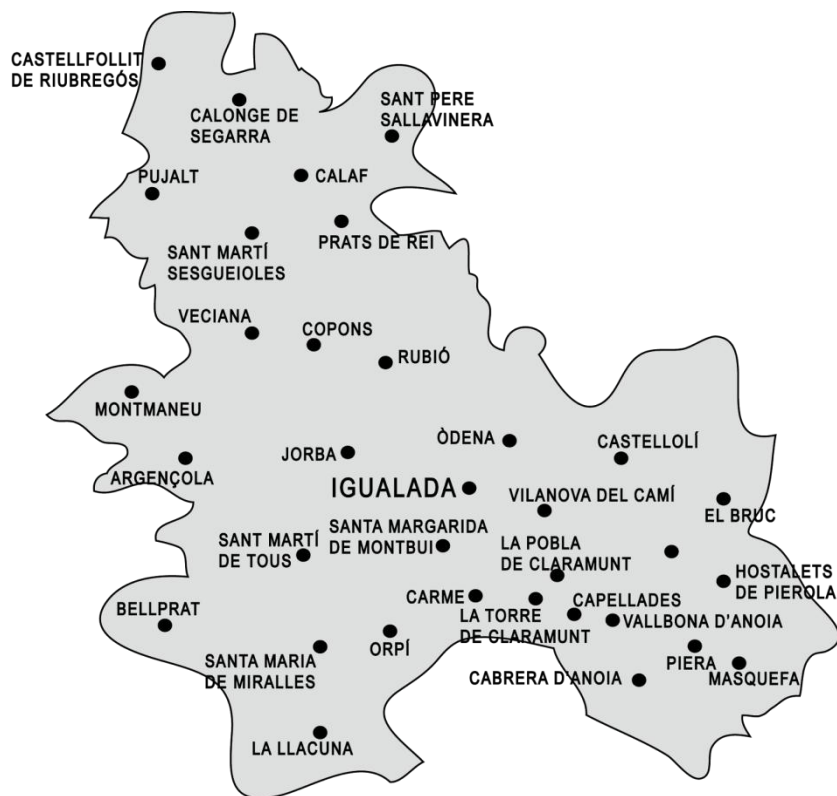 CASTELLFOLLIT
DE RIUBREGÓS
CALONGE DE
SEGARRA
SANT PERE
SALLAVINERA
PUJALT
CALAF
SANT MARTÍ
SESGUEIOLES
PRATS DE REI
VECIANA
COPONS
RUBIÓ
MONTMANEU
ARGENÇOLA
JORBA
ÒDENA
CASTELLOLÍ
IGUALADA
VILANOVA DEL CAMÍ
EL BRUC
SANT MARTÍ
DE TOUS
SANTA MARGARIDA
DE MONTBUI
LA POBLA
DE CLARAMUNT
HOSTALETS
DE PIEROLA
BELLPRAT
CARME
LA TORRE
DE CLARAMUNT
CAPELLADES
VALLBONA D'ANOIA
ORPÍ
SANTA MARIA
DE MIRALLES
CABRERA D'ANOIA
PIERA
MASQUEFA
LA LLACUNA